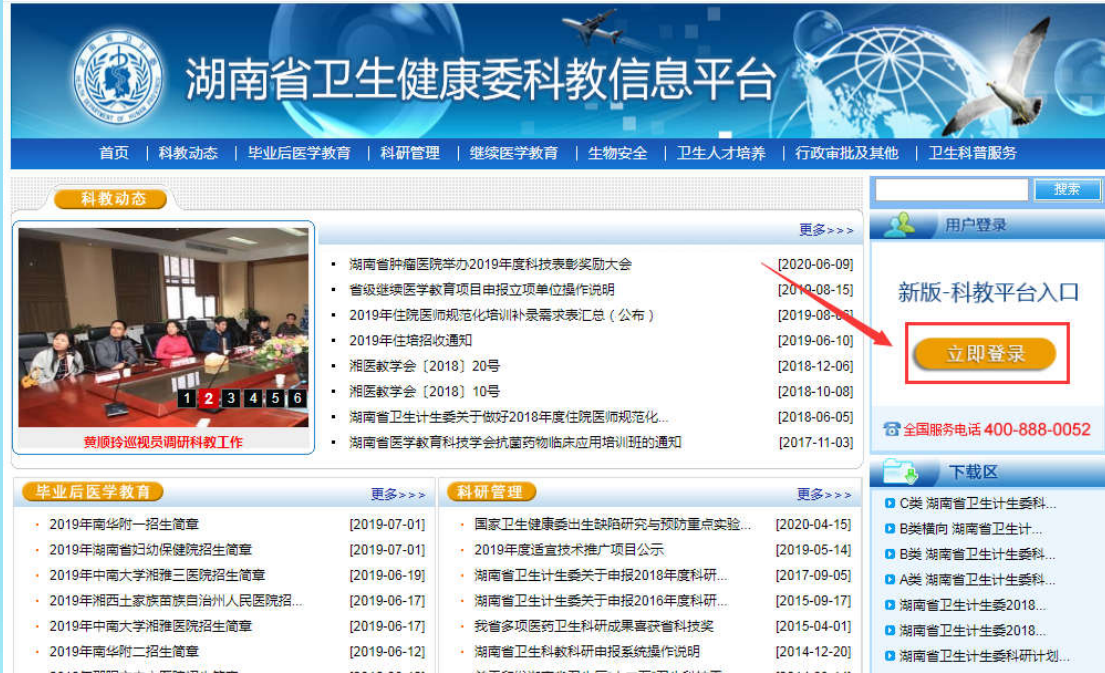 湖南省卫生健康委科教信息平台
首页 | 科教动态 | 毕业后医学教育 | 科研管理 | 继续医学教育 | 生物安全 | 卫生人才培养 | 行政审批及其他 | 卫生科普服务
科教动态
更多>>>
1 2 3 4 5 6
黄顺玲巡视员调研科教工作
湖南省肿瘤医院举办2019年度科技表彰奖励大会 [2020-06-09]
省级继续医学教育项目申报立项单位操作说明 [2019-08-15]
2019年住院医师规范化培训补录需求表汇总（公布） [2019-08-05]
2019年住培招收通知 [2019-06-10]
湘医教学会〔2018〕20号 [2018-12-06]
湘医教学会〔2018〕10号 [2018-10-08]
湖南省卫生计生委关于做好2018年度住院医师规范化... [2018-06-05]
湖南省医学教育科技学会抗菌药物临床应用培训班的通知 [2017-11-03]
搜索
用户登录
新版-科教平台入口
立即登录
全国服务电话 400-888-0052
毕业后医学教育
更多>>>
2019年南华附一招生简章 [2019-07-01]
2019年湖南省妇幼保健院招生简章 [2019-07-01]
2019年中南大学湘雅三医院招生简章 [2019-06-19]
2019年湘西土家族苗族自治州人民医院招... [2019-06-17]
2019年中南大学湘雅医院招生简章 [2019-06-17]
2019年南华附二招生简章 [2019-06-12]
科研管理
更多>>>
国家卫生健康委出生缺陷研究与预防重点实验... [2020-04-15]
2019年度适宜技术推广项目公示 [2019-05-14]
湖南省卫生计生委关于申报2018年度科研... [2017-09-05]
湖南省卫生计生委关于申报2016年度科研... [2015-09-17]
我省多项医药卫生科研成果喜获省科技奖 [2015-04-01]
湖南省卫生科教科研申报系统操作说明 [2014-12-20]
下载区
C类 湖南省卫生计生委科...
B类横向 湖南省卫生计...
B类 湖南省卫生计生委科...
A类 湖南省卫生计生委科...
湖南省卫生计生委2018...
湖南省卫生计生委2018...
湖南省卫生计生委科研计划...